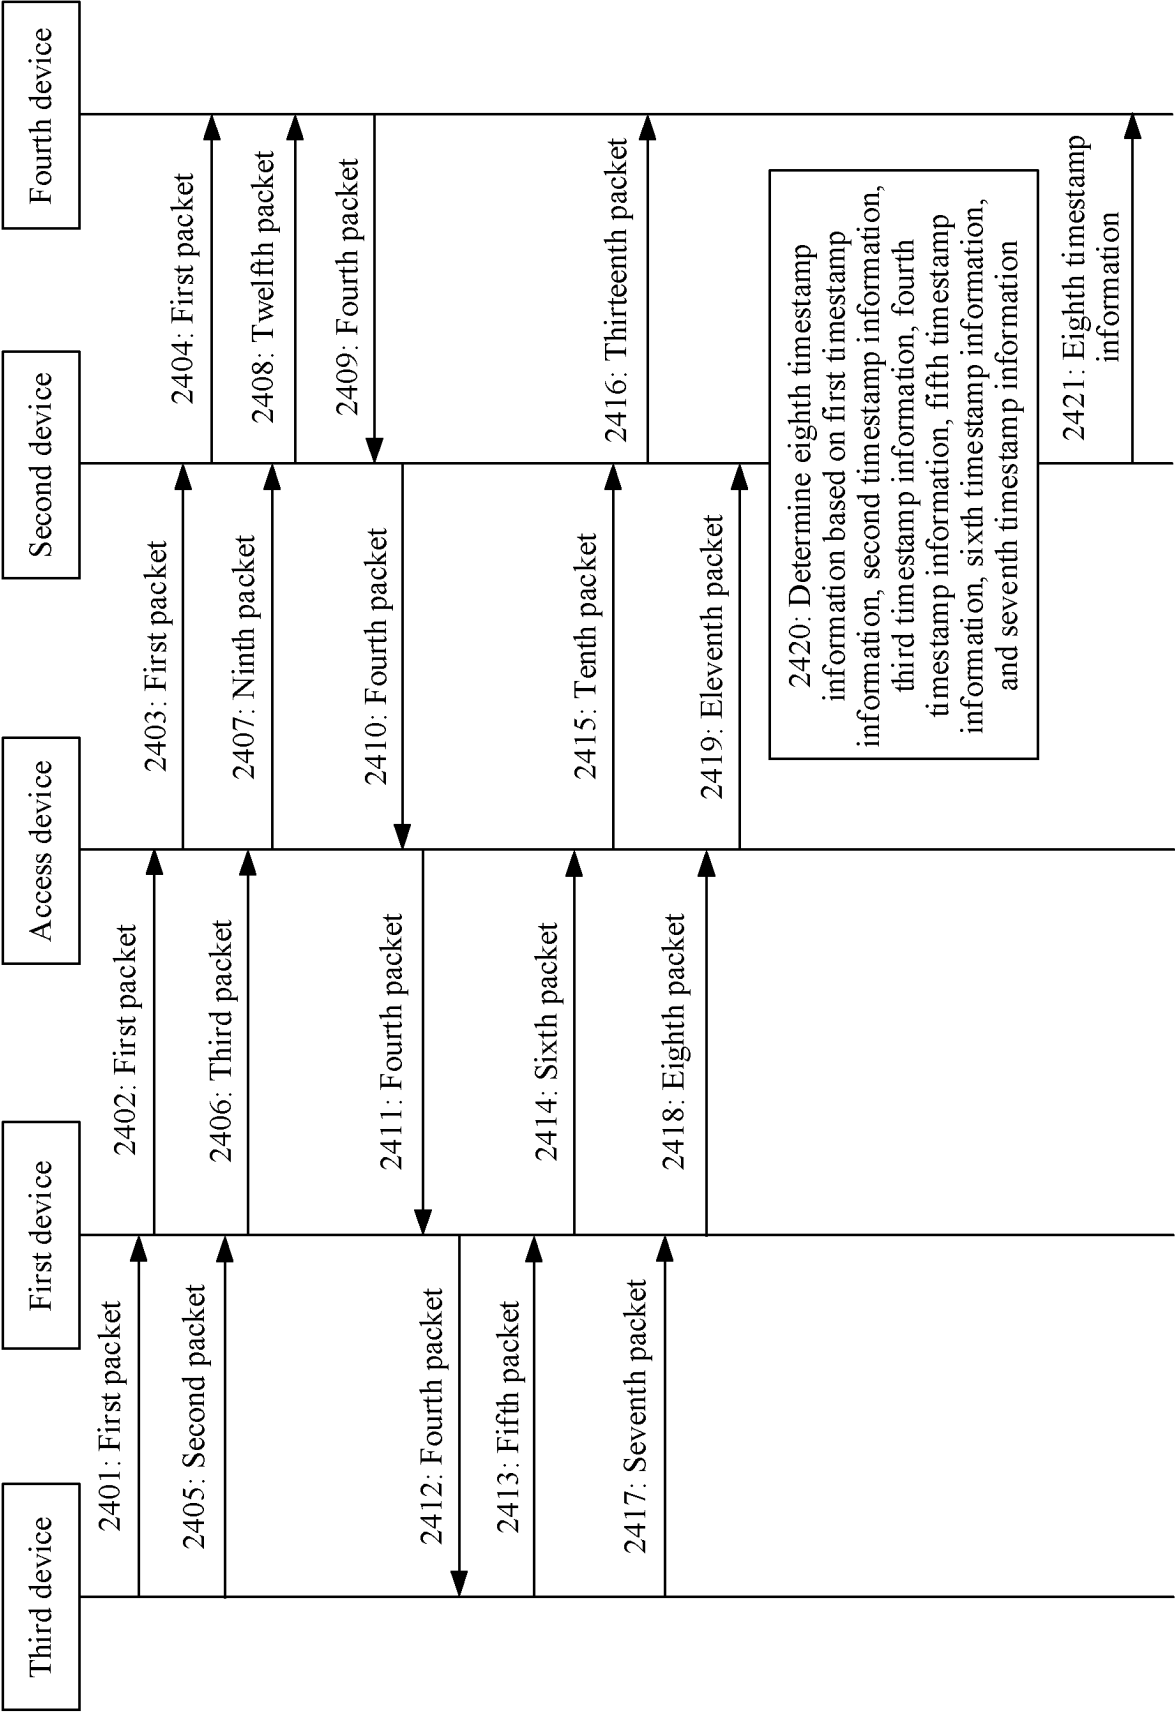 Third device
First device
Access device
Second device
Fourth device
2401: First packet
2402: First packet
2403: First packet
2404: First packet
2405: Second packet
2406: Third packet
2407: Ninth packet
2408: Twelfth packet
2409: Fourth packet
2410: Fourth packet
2411: Fourth packet
2412: Fourth packet
2413: Fifth packet
2414: Sixth packet
2415: Tenth packet
2416: Thirteenth packet
2417: Seventh packet
2418: Eighth packet
2419: Eleventh packet
2420: Determine eighth timestamp
information based on first timestamp
information, second timestamp information,
third timestamp information, fourth
timestamp information, fifth timestamp
information, sixth timestamp information,
and seventh timestamp information
2421: Eighth timestamp
information